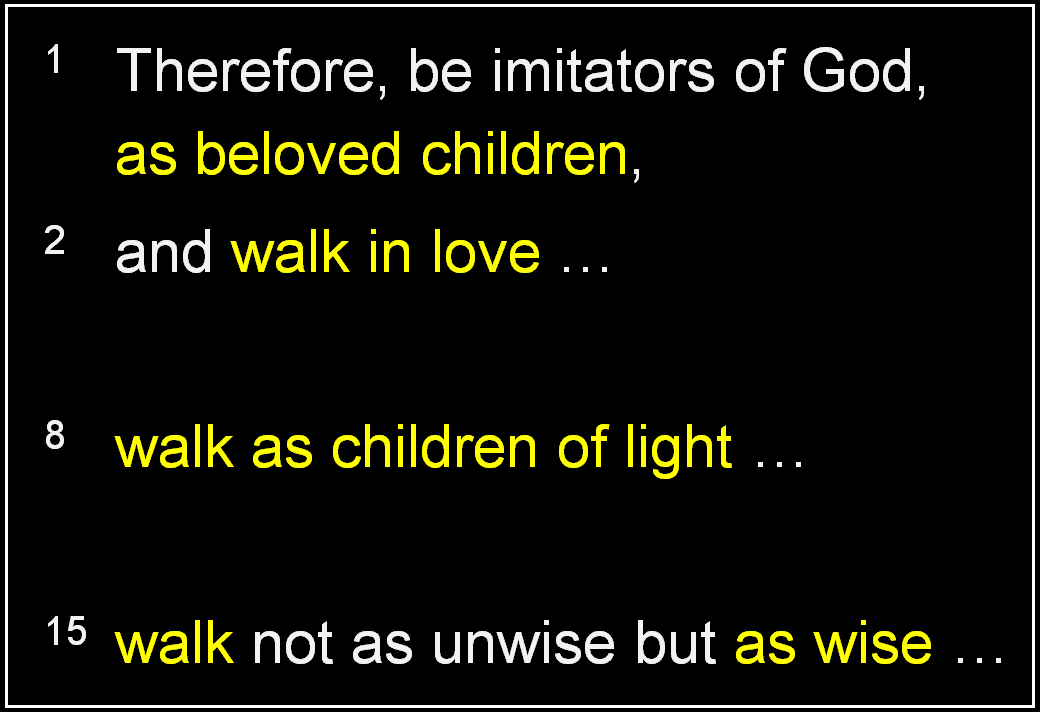 1 Therefore, be imitators of God,
as beloved children,
2 and walk in love …
8 walk as children of light …
15 walk not as unwise but as wise …